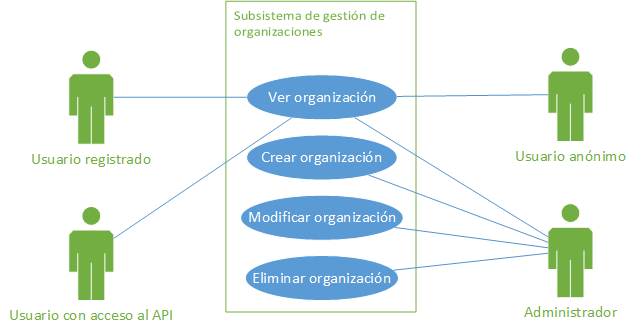 Subsistema de gestión de
organizaciones
Ver organización
Usuario registrado
Crear organización
Usuario anónimo
Modificar organización
Eliminar organización
Usuario con acceso al API
Administrador